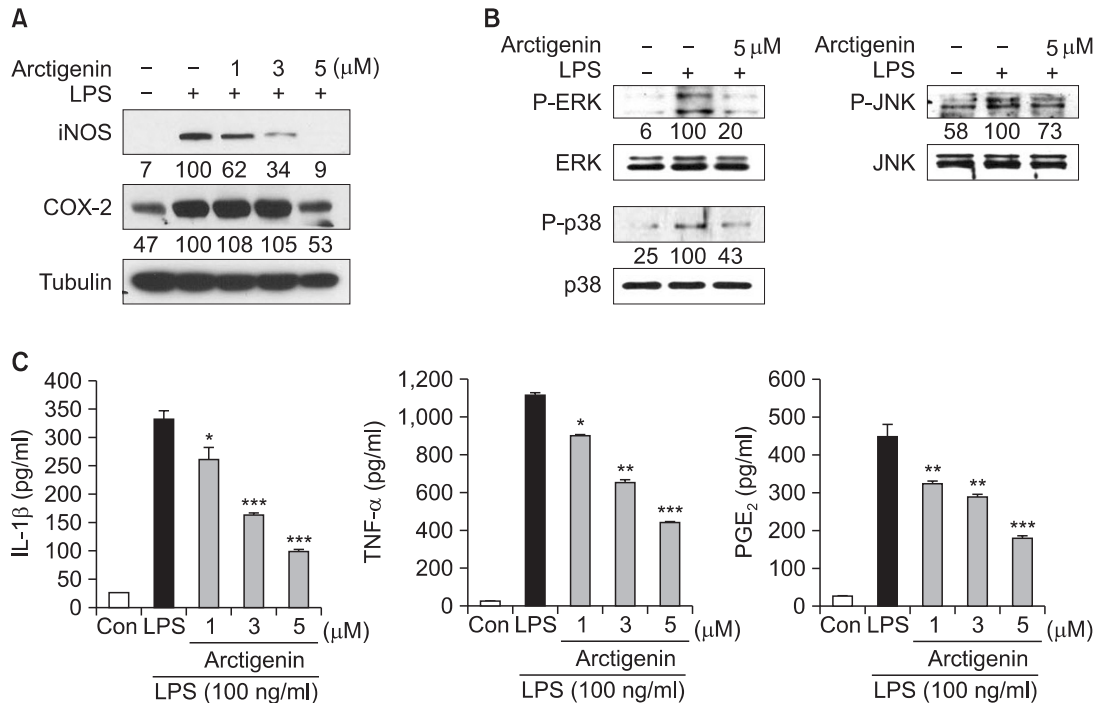 A
Arctigenin – – 1 3 5 (μM)
LPS – + + + +
iNOS
7 100 62 34 9
COX-2
47 100 108 105 53
Tubulin
B
Arctigenin – – 5 μM
LPS – + +
P-ERK
6 100 20
ERK
P-p38
25 100 43
p38
Arctigenin – – 5 μM
LPS – + +
P-JNK
58 100 73
JNK
C
IL-1β (pg/ml)
400
350
300
250
200
150
100
50
0
* *** ***
Con LPS 1 3 5 (μM)
Arctigenin
LPS (100 ng/ml)
TNF-α (pg/ml)
1,200
1,000
800
600
400
200
0
* ** ***
Con LPS 1 3 5 (μM)
Arctigenin
LPS (100 ng/ml)
PGE2 (pg/ml)
600
500
400
300
200
100
0
** ** ***
Con LPS 1 3 5 (μM)
Arctigenin
LPS (100 ng/ml)